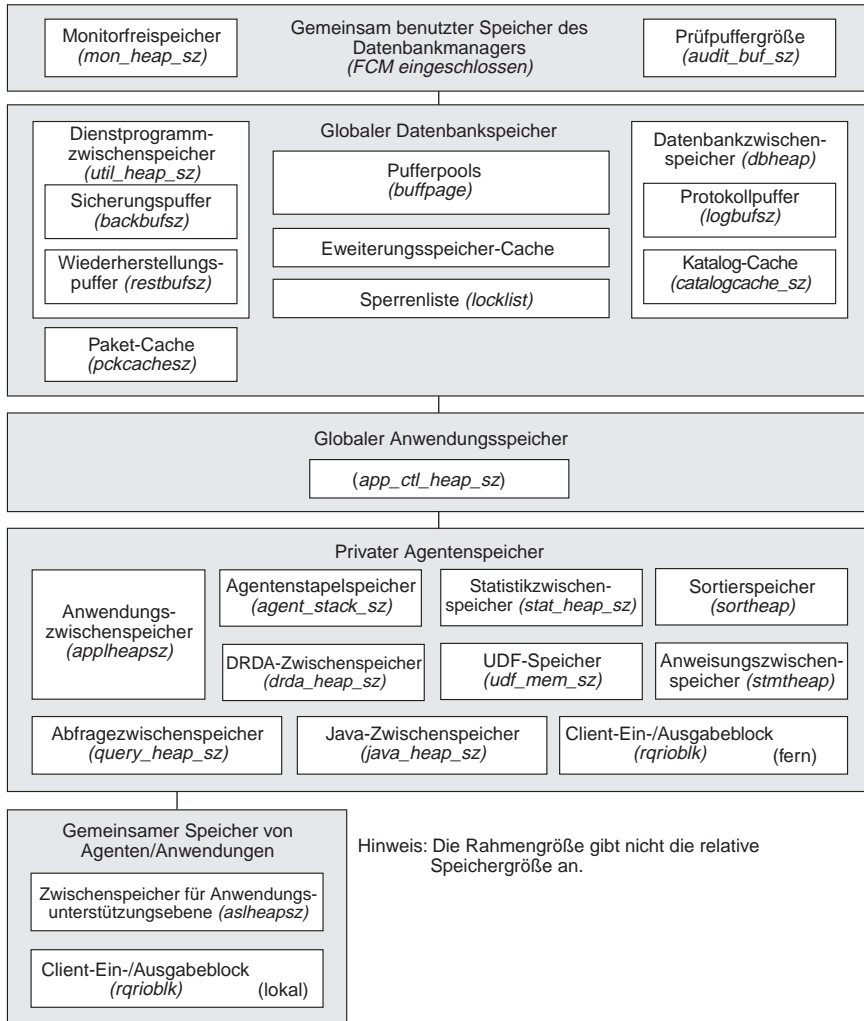 Monitorfreispeicher
(mon_heap_sz)
Gemeinsam benutzter Speicher des
Datenbankmanagers
(FCM eingeschlossen)
Prüfpuffergröße
(audit_buf_sz)
Dienstprogramm-
zwischenspeicher
(util_heap_sz)
Sicherungspuffer
(backbufsz)
Wiederherstellungs-
puffer (restbufsz)
Paket-Cache
(pckcachesz)
Globaler Datenbankspeicher
Pufferpools
(buffpage)
Eweiterungsspeicher-Cache
Sperrenliste (locklist)
Datenbankzwischen-
speicher (dbheap)
Protokollpuffer
(logbufsz)
Katalog-Cache
(catalogcache_sz)
Globaler Anwendungsspeicher
(app_ctl_heap_sz)
Privater Agentenspeicher
Anwendungs-
zwischenspeicher
(applheapsz)
Agentenstapelspeicher
(agent_stack_sz)
Statistikzwischen-
speicher (stat_heap_sz)
Sortierspeicher
(sortheap)
DRDA-Zwischenspeicher
(drda_heap_sz)
UDF-Speicher
(udf_mem_sz)
Anweisungszwischen-
speicher (stmtheap)
Abfragezwischenspeicher
(query_heap_sz)
Java-Zwischenspeicher
(java_heap_sz)
Client-Ein-/Ausgabeblock
(rqrioblk) (fern)
Gemeinsamer Speicher von
Agenten/Anwendungen
Zwischenspeicher für Anwendungs-
unterstützungsebene (aslheapsz)
Client-Ein-/Ausgabeblock
(rqrioblk) (lokal)
Hinweis: Die Rahmengröße gibt nicht die relative
Speichergröße an.